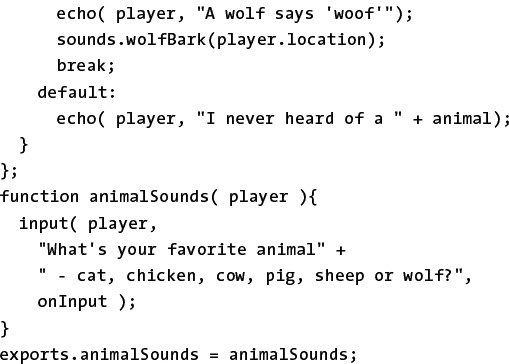 echo( player, "A wolf says 'woof'");
sounds.wolfBark(player.location);
break;
default:
echo( player, "I never heard of a " + animal);
}
};
function animalSounds( player ){
input( player,
"What's your favorite animal" +
" - cat, chicken, cow, pig, sheep or wolf?",
onInput );
}
exports.animalSounds = animalSounds;